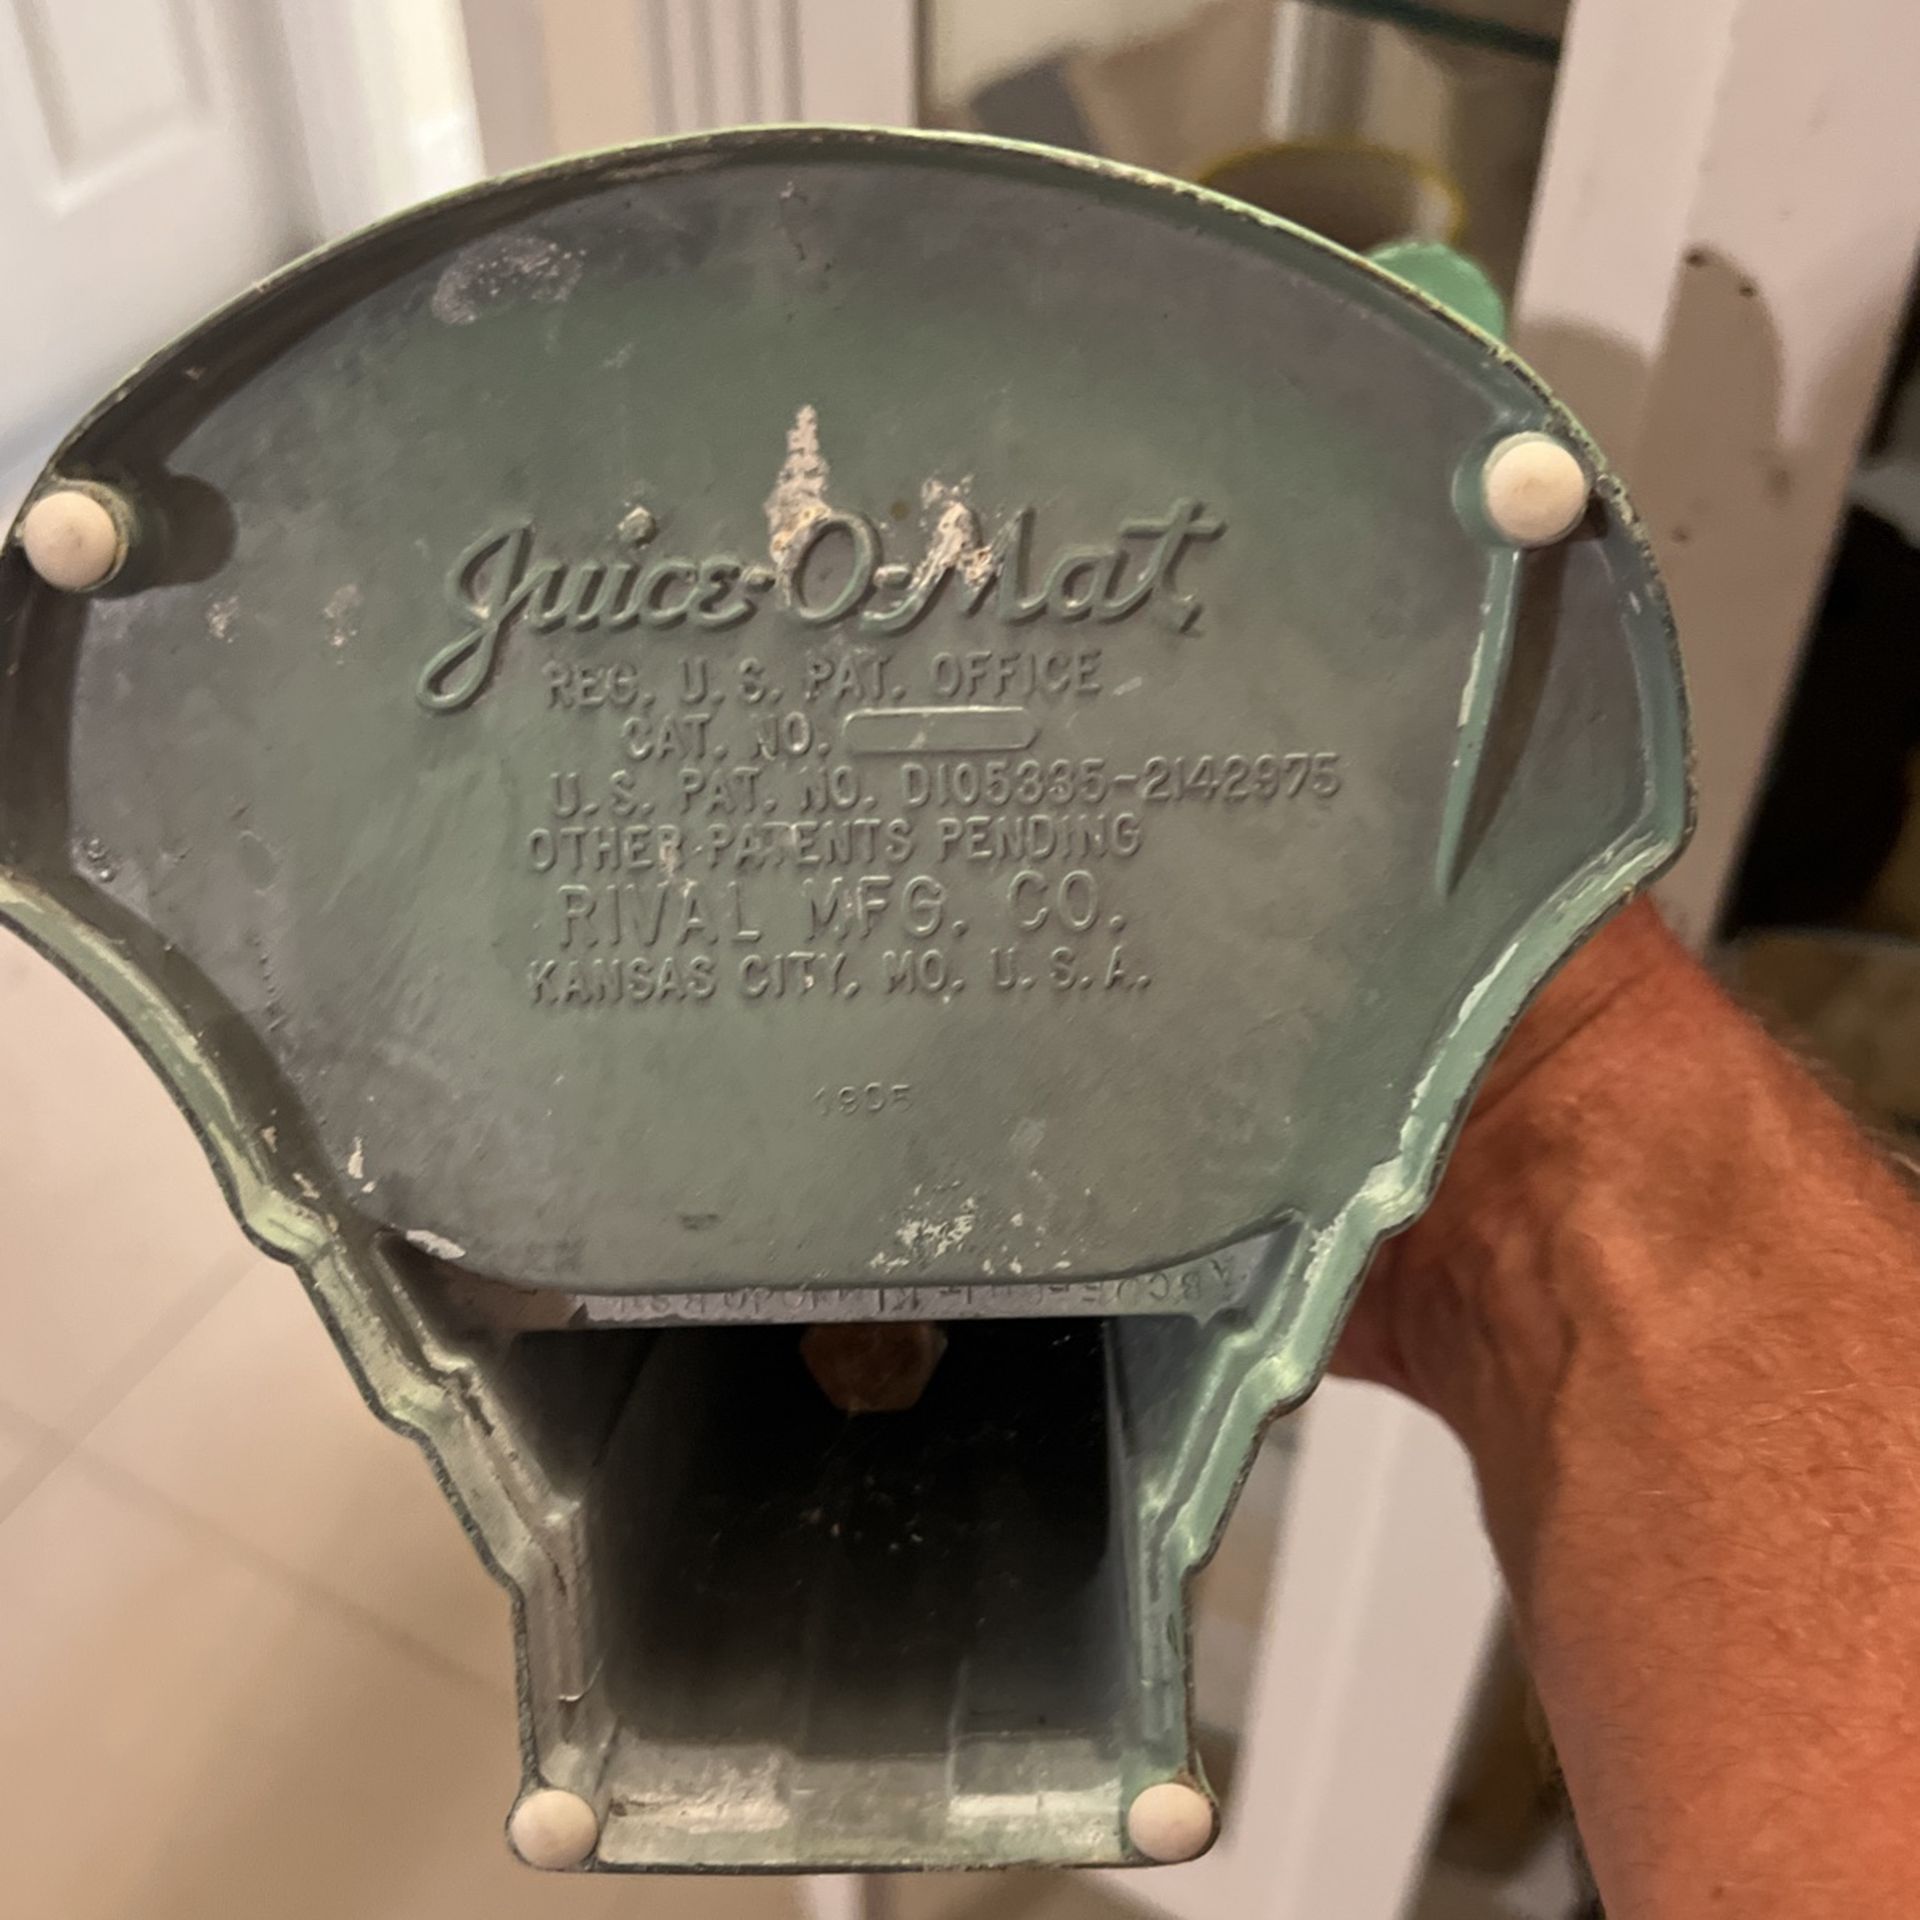 Juice-O-Mat
REG. U.S. PAT. OFFICE
CAT. NO.
U.S. PAT. NO. D105335-2142975
OTHER PATENTS PENDING
RIVAL MFG. CO.
KANSAS CITY, MO. U.S.A.
1905